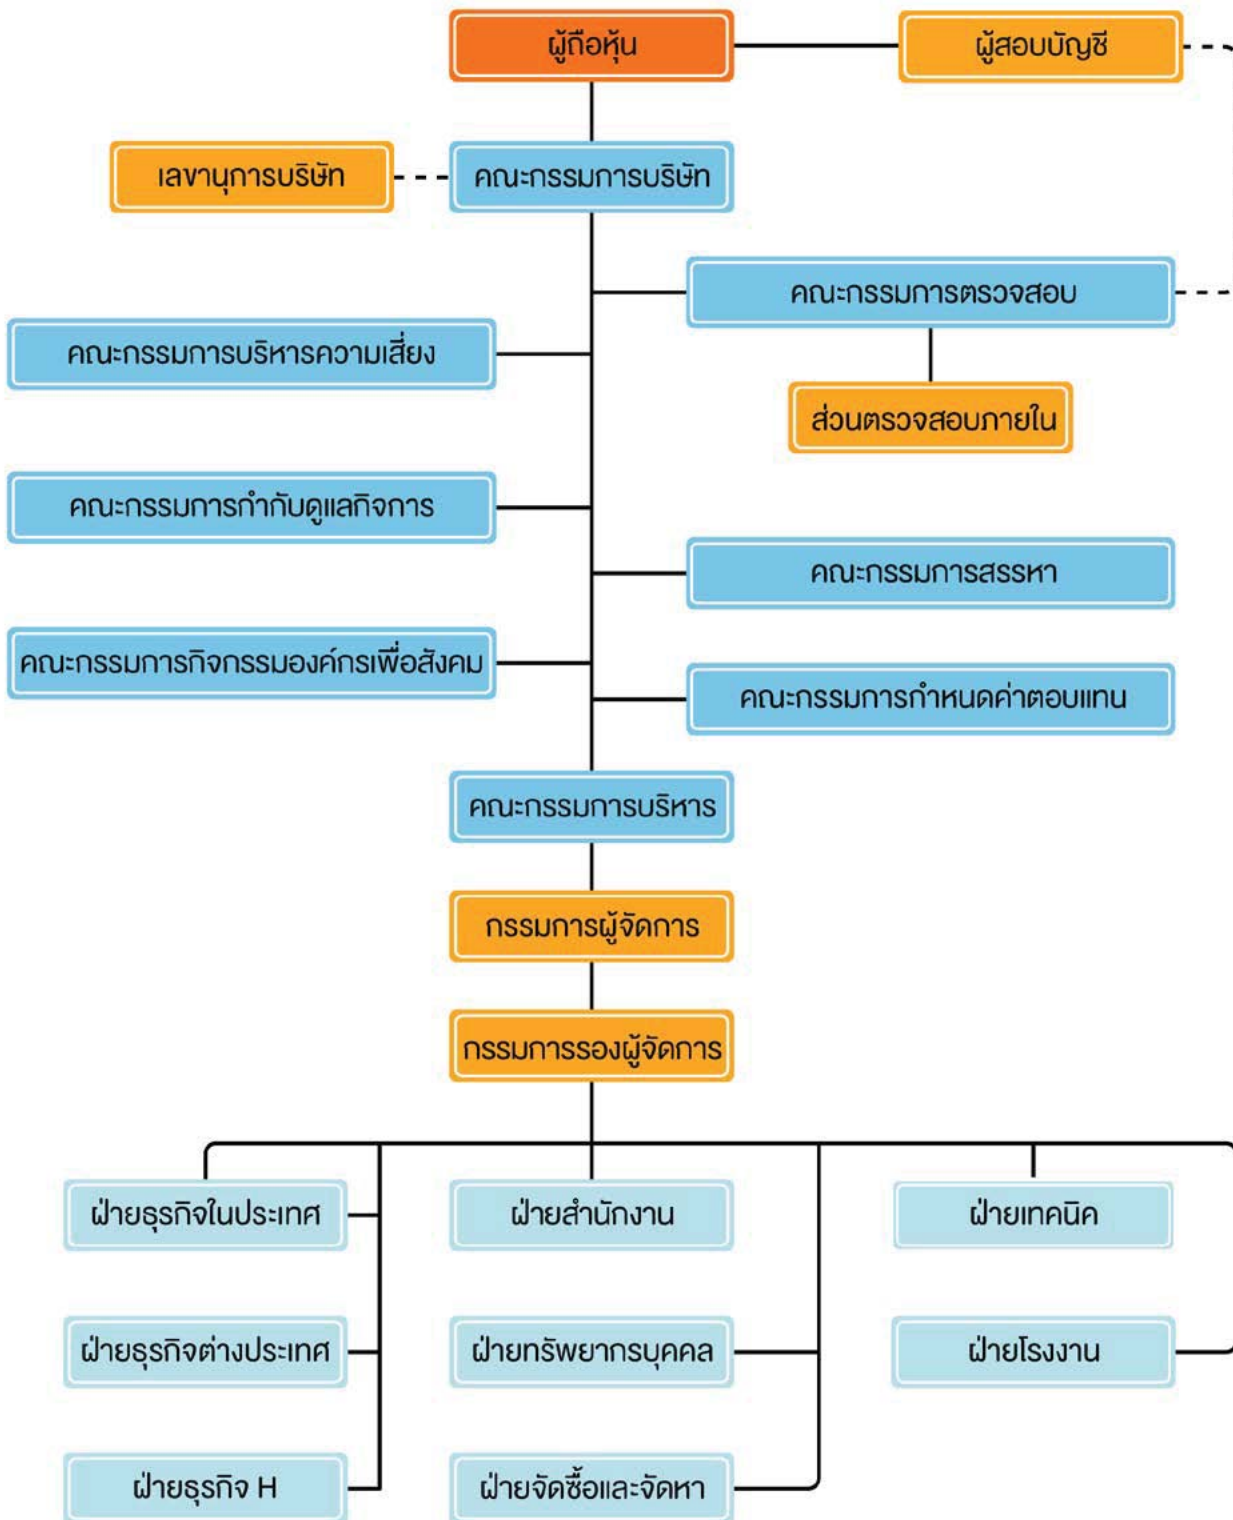 ผู้ถือหุ้น
ผู้สอบบัญชี
เลขานุการบริษัท
คณะกรรมการบริษัท
คณะกรรมการตรวจสอบ
คณะกรรมการบริหารความเสี่ยง
ส่วนตรวจสอบภายใน
คณะกรรมการกำกับดูแลกิจการ
คณะกรรมการสรรหา
คณะกรรมการกิจกรรมองค์กรเพื่อสังคม
คณะกรรมการกำหนดค่าตอบแทน
คณะกรรมการบริหาร
กรรมการผู้จัดการ
กรรมการรองผู้จัดการ
ฝ่ายธุรกิจในประเทศ
ฝ่ายสำนักงาน
ฝ่ายเทคนิค
ฝ่ายธุรกิจต่างประเทศ
ฝ่ายทรัพยากรบุคคล
ฝ่ายโรงงาน
ฝ่ายธุรกิจ H
ฝ่ายจัดซื้อและจัดหา